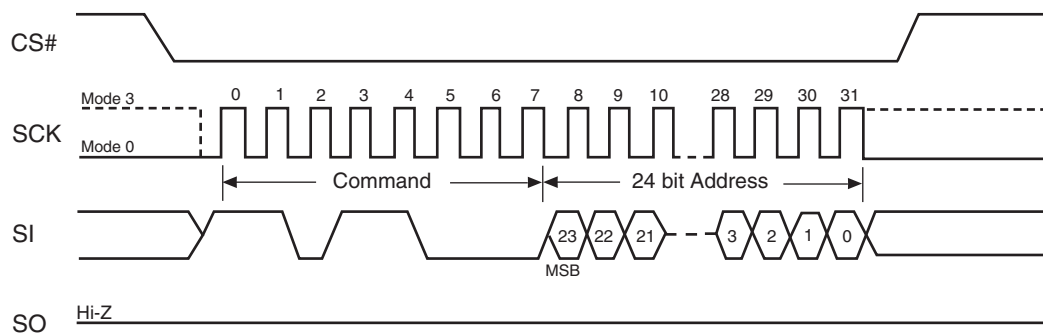 CS#
Mode 3
0 1 2 3 4 5 6 7 8 9 10 28 29 30 31
SCK
Mode 0
Command 24 bit Address
SI
23 22 21 3 2 1 0
MSB
Hi-Z
SO